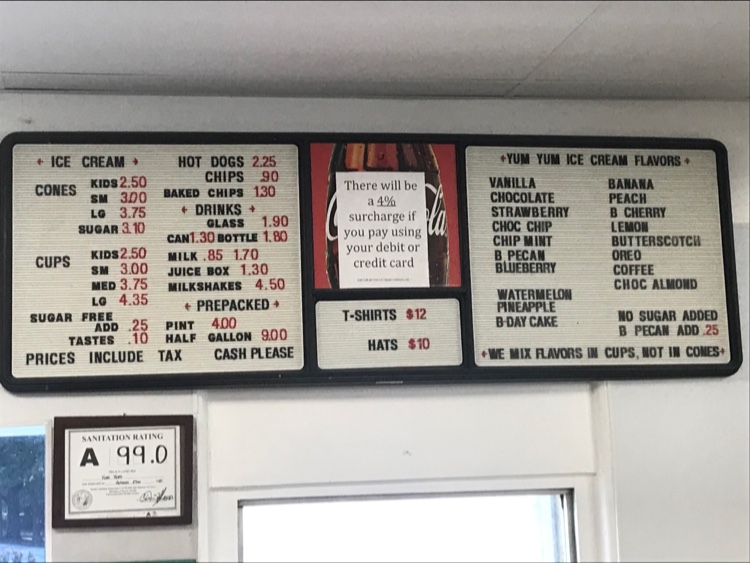 + ICE CREAM +
CONES
KIDS 2.50
SM 3.00
LG 3.75
SUGAR 3.10
CUPS
KIDS 2.50
SM 3.00
MED 3.75
LG 4.35
SUGAR FREE
ADD .25
TASTES .10
HOT DOGS 2.25
CHIPS .90
BAKED CHIPS 1.30
+ DRINKS +
GLASS 1.90
CAN 1.30 BOTTLE 1.80
MILK .85 1.70
JUICE BOX 1.30
MILKSHAKES 4.50
+ PREPACKED +
PINT 4.00
HALF GALLON 9.00
PRICES INCLUDE TAX CASH PLEASE
There will be
a 4%
surcharge if
you pay using
your debit or
credit card
T-SHIRTS $12
HATS $10
+YUM YUM ICE CREAM FLAVORS+
VANILLA
CHOCOLATE
STRAWBERRY
CHOC CHIP
CHIP MINT
B PECAN
BLUEBERRY
WATERMELON
PINEAPPLE
B-DAY CAKE
BANANA
PEACH
B CHERRY
LEMON
BUTTERSCOTCH
OREO
COFFEE
CHOC ALMOND
NO SUGAR ADDED
B PECAN ADD .25
+WE MIX FLAVORS IN CUPS, NOT IN CONES+
SANITATION RATING
A 99.0